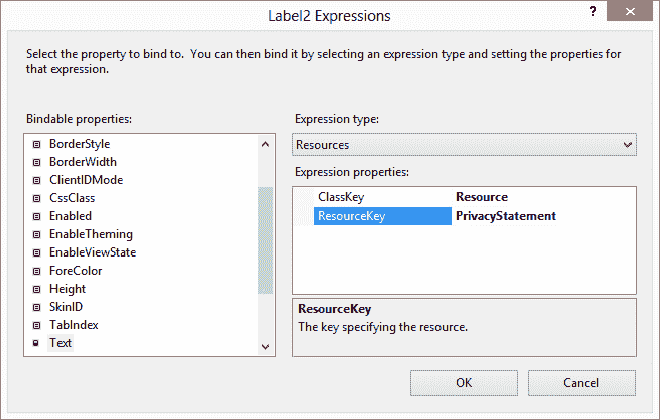 Label2 Expressions
?
Select the property to bind to.  You can then bind it by selecting an expression type and setting the properties for
that expression.
Bindable properties:
BorderStyle
BorderWidth
ClientIDMode
CssClass
Enabled
EnableTheming
EnableViewState
ForeColor
Height
SkinID
TabIndex
Text
Expression type:
Resources
Expression properties:
ClassKey Resource
ResourceKey PrivacyStatement
ResourceKey
The key specifying the resource.
OK Cancel